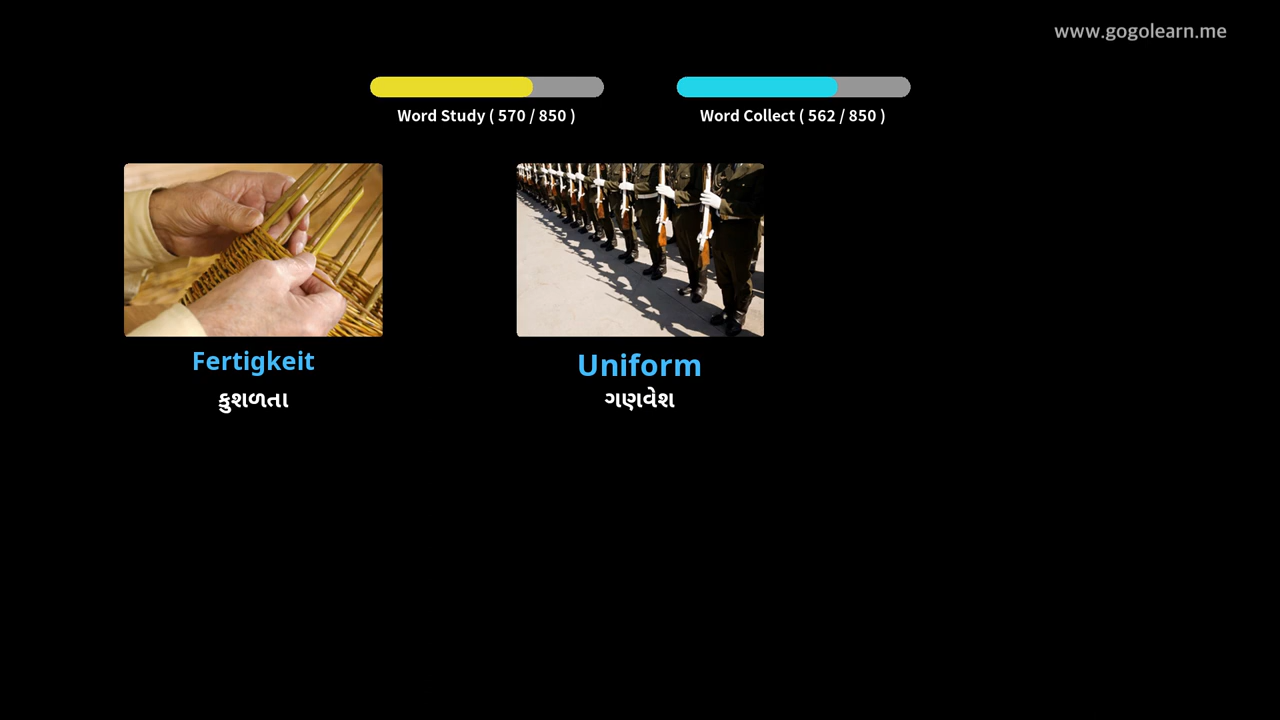 www.gogolearn.me
Word Study ( 570 / 850 )
Word Collect ( 562 / 850 )
Fertigkeit
કુશળતા
Uniform
ગણવેશ